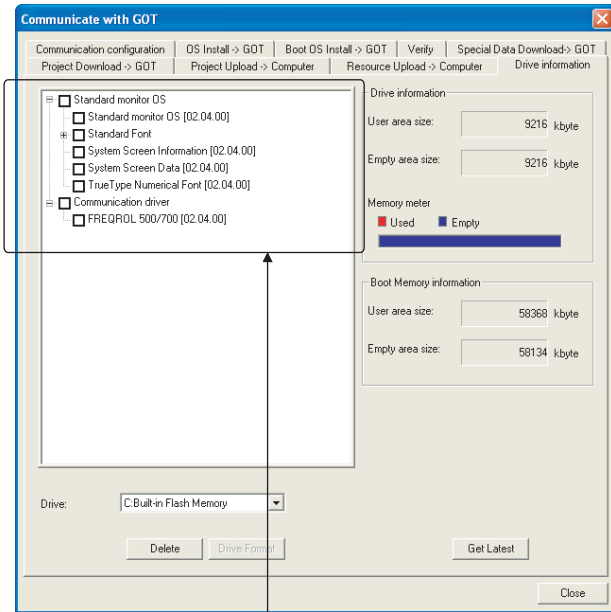 Communicate with GOT
Communication configuration OS Install -> GOT Boot OS Install -> GOT Verify Special Data Download-> GOT
Project Download -> GOT Project Upload -> Computer Resource Upload -> Computer Drive information
Standard monitor OS
Standard monitor OS [02.04.00]
Standard Font
System Screen Information [02.04.00]
System Screen Data [02.04.00]
TrueType Numerical Font [02.04.00]
Communication driver
FREQROL 500/700 [02.04.00]
Drive information
User area size: 9216 kbyte
Empty area size: 9216 kbyte
Memory meter
Used Empty
Boot Memory information
User area size: 58368 kbyte
Empty area size: 58134 kbyte
Drive: C:Built-in Flash Memory
Delete Drive Format Get Latest
Close